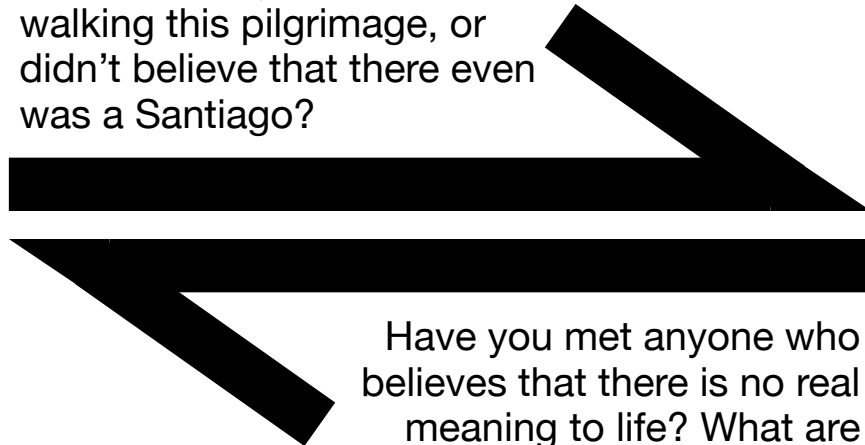 walking this pilgrimage, or
didn’t believe that there even
was a Santiago?
Have you met anyone who
believes that there is no real
meaning to life? What are